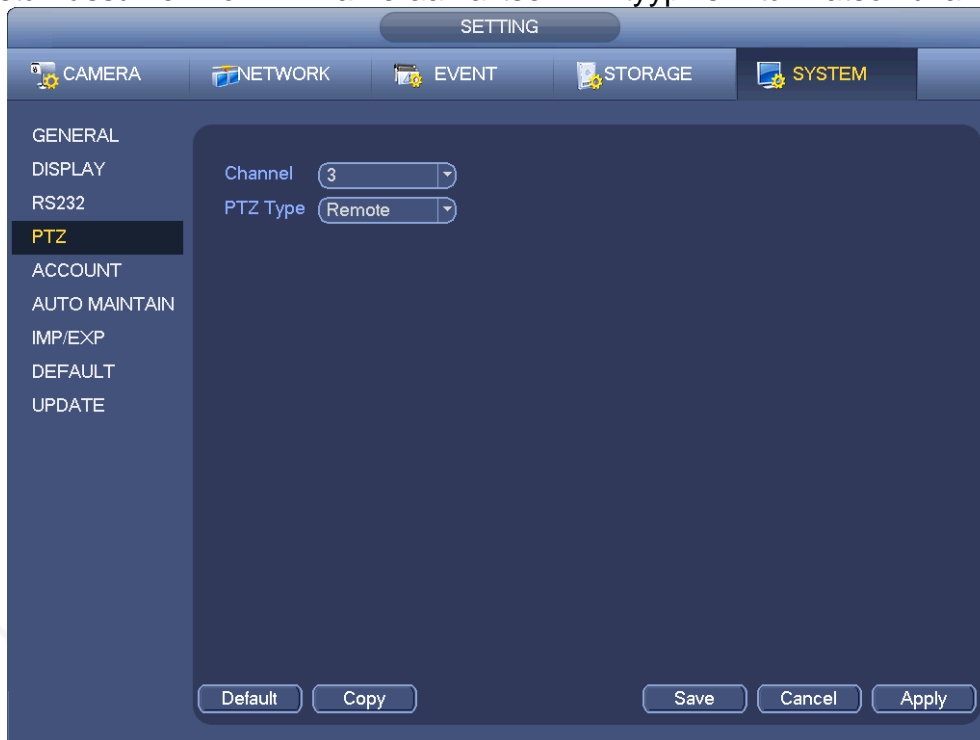 SETTING
CAMERA NETWORK EVENT STORAGE SYSTEM
GENERAL
DISPLAY
RS232
PTZ
ACCOUNT
AUTO MAINTAIN
IMP/EXP
DEFAULT
UPDATE
Channel 3
PTZ Type Remote
Default Copy Save Cancel Apply